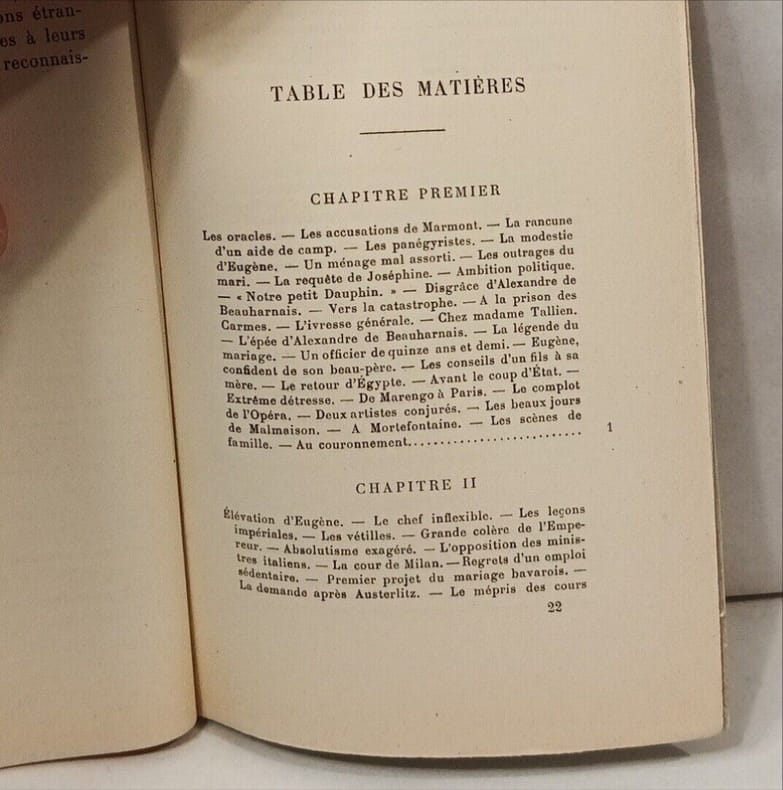 ons étran-
es à leurs
reconnais-
TABLE DES MATIÈRES
CHAPITRE PREMIER
Les oracles. — Les accusations de Marmont. — La rancune
d'un aide de camp. — Les panégyristes. — La modestie
d'Eugène. — Un ménage mal assorti. — Les outrages du
mari. — La requête de Joséphine. — Ambition politique.
— « Notre petit Dauphin. » — Disgrâce d'Alexandre de
Beauharnais. — Vers la catastrophe. — A la prison des
Carmes. — L'ivresse générale. — Chez madame Tallien.
— L'épée d'Alexandre de Beauharnais. — La légende du
mariage. — Un officier de quinze ans et demi. — Eugène,
confident de son beau-père. — Les conseils d'un fils à sa
mère. — Le retour d'Égypte. — Avant le coup d'État. —
Extrême détresse. — De Marengo à Paris. — Le complot
de l'Opéra. — Deux artistes conjurés. — Les beaux jours
de Malmaison. — A Mortefontaine. — Les scènes de
famille. — Au couronnement.............................. 1
CHAPITRE II
Élévation d'Eugène. — Le chef inflexible. — Les leçons
impériales. — Les vétilles. — Grande colère de l'Empe-
reur. — Absolutisme exagéré. — L'opposition des minis-
tres italiens. — La cour de Milan. — Regrets d'un emploi
sédentaire. — Premier projet du mariage bavarois. —
La demande après Austerlitz. — Le mépris des cours
22